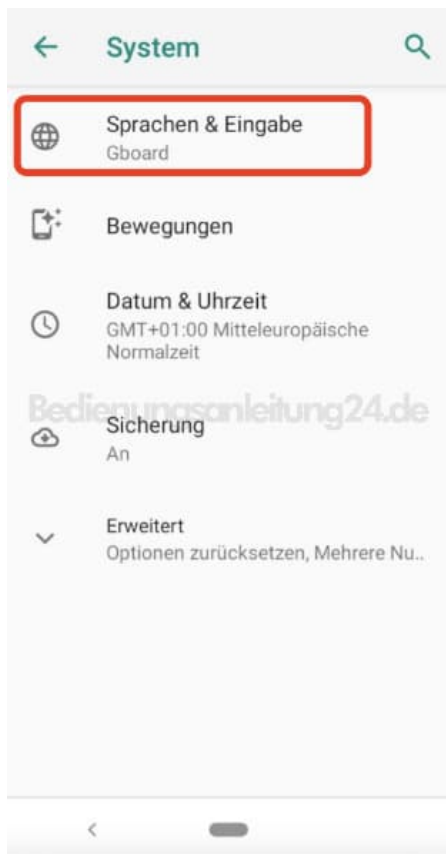 System
Sprachen & Eingabe
Gboard
Bewegungen
Datum & Uhrzeit
GMT+01:00 Mitteleuropäische
Normalzeit
Bedienungsanleitung24.de
Sicherung
An
Erweitert
Optionen zurücksetzen, Mehrere Nu..